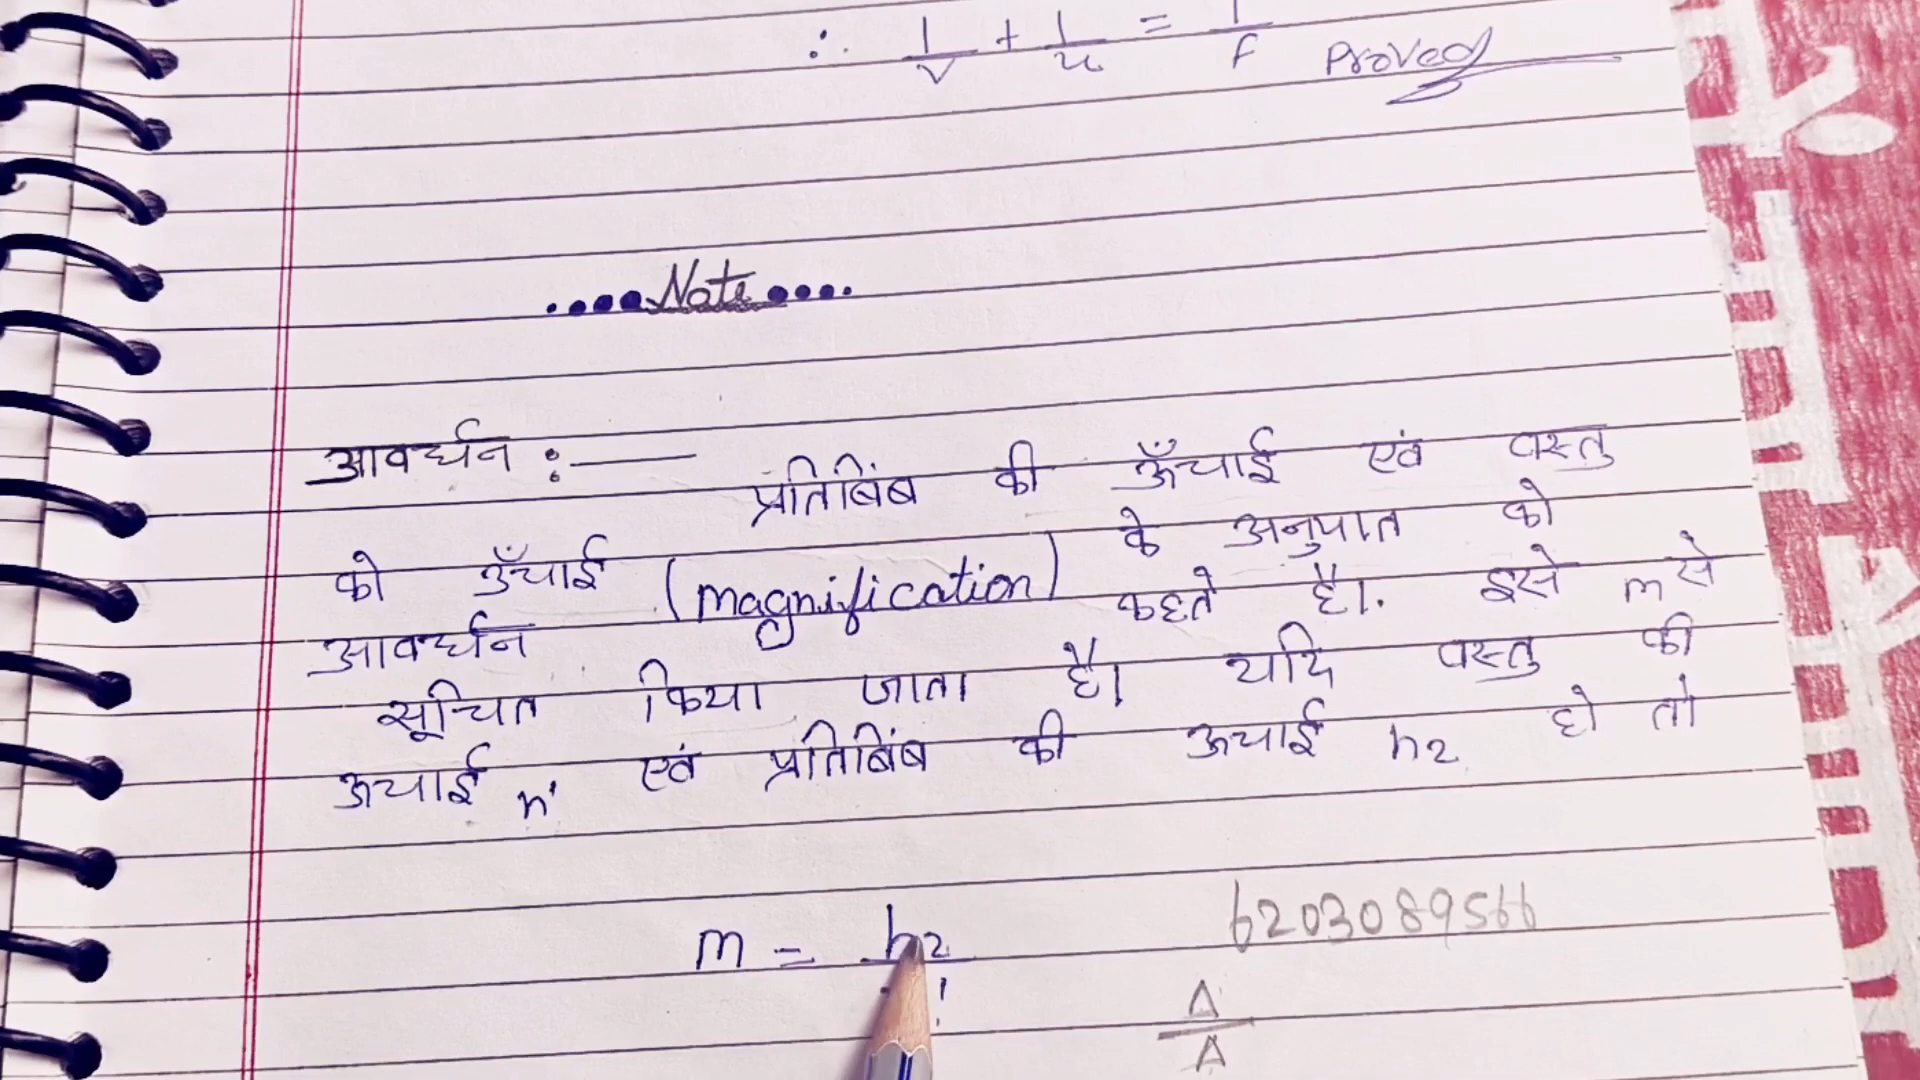 ∴ 1/v + 1/u = 1/f Proved
....Note....
आवर्धन :— प्रतिबिंब की ऊँचाई एवं वस्तु
को ऊँचाई के अनुपात को
आवर्धन (magnification) कहते है। इसे m से
सूचित किया जाता है। यदि वस्तु की
ऊचाई h' एवं प्रतिबिंब की ऊचाई h2 हो तो
m = h2
6203089566
A/A